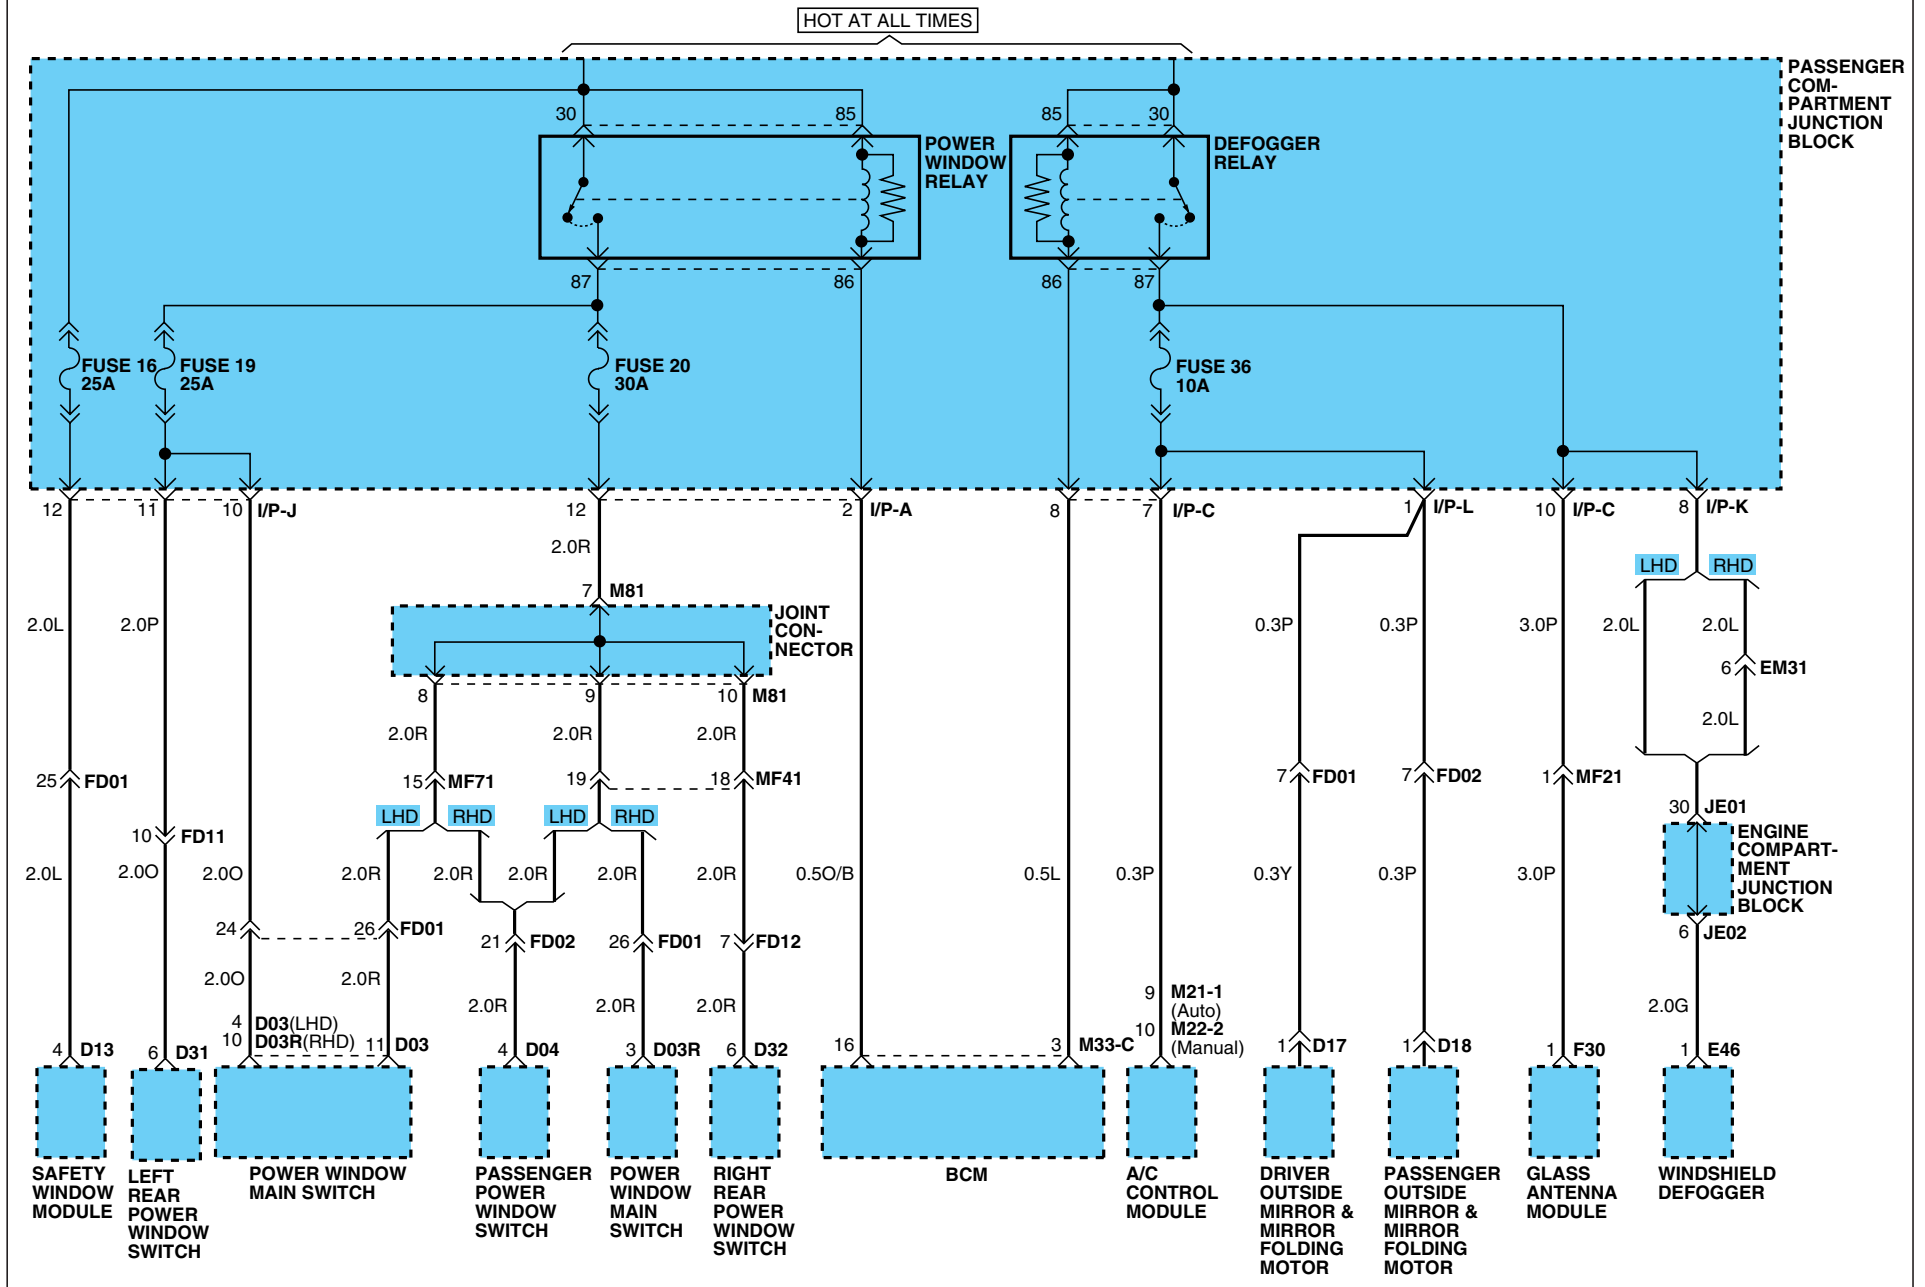 HOT AT ALL TIMES
PASSENGER
COM-
PARTMENT
JUNCTION
BLOCK
30
85
85
30
POWER
WINDOW
RELAY
DEFOGGER
RELAY
87
86
86
87
FUSE 16
25A
FUSE 19
25A
FUSE 20
30A
FUSE 36
10A
12
11
10
I/P-J
12
2
I/P-A
8
7
I/P-C
1
I/P-L
10
I/P-C
8
I/P-K
2.0R
LHD
RHD
7
M81
JOINT
CON-
NECTOR
2.0L
2.0P
0.3P
0.3P
3.0P
2.0L
2.0L
6
EM31
8
9
10
M81
2.0L
2.0R
2.0R
2.0R
25
FD01
15
MF71
19
18
MF41
7
FD01
7
FD02
1
MF21
LHD
RHD
LHD
RHD
30
JE01
10
FD11
ENGINE
COMPART-
MENT
JUNCTION
BLOCK
2.0L
2.0O
2.0O
2.0R
2.0R
2.0R
2.0R
2.0R
0.5O/B
0.5L
0.3P
0.3Y
0.3P
3.0P
24
26
FD01
21
FD02
26
FD01
7
FD12
6
JE02
2.0O
2.0R
2.0R
2.0R
2.0R
2.0G
9
M21-1
(Auto)
10
M22-2
(Manual)
4
D03(LHD)
10
D03R(RHD)
11
D03
4
D13
6
D31
4
D04
3
D03R
6
D32
16
3
M33-C
1
D17
1
D18
1
F30
1
E46
SAFETY
WINDOW
MODULE
LEFT
REAR
POWER
WINDOW
SWITCH
POWER WINDOW
MAIN SWITCH
PASSENGER
POWER
WINDOW
SWITCH
POWER
WINDOW
MAIN
SWITCH
RIGHT
REAR
POWER
WINDOW
SWITCH
BCM
A/C
CONTROL
MODULE
DRIVER
OUTSIDE
MIRROR &
MIRROR
FOLDING
MOTOR
PASSENGER
OUTSIDE
MIRROR &
MIRROR
FOLDING
MOTOR
GLASS
ANTENNA
MODULE
WINDSHIELD
DEFOGGER